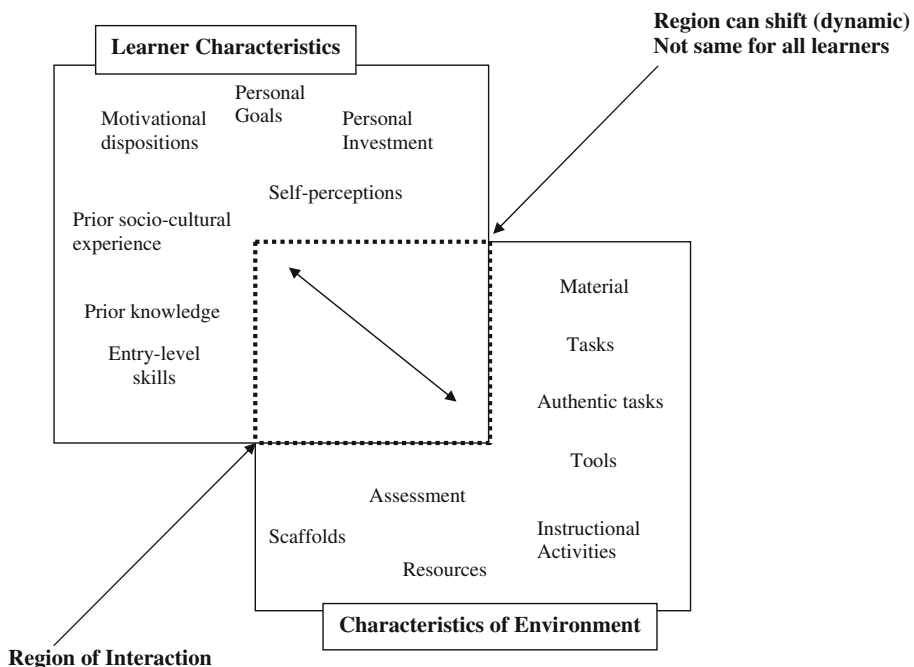 Region can shift (dynamic)
Not same for all learners
Learner Characteristics
Personal
Goals
Motivational
dispositions
Personal
Investment
Self-perceptions
Prior socio-cultural
experience
Prior knowledge
Entry-level
skills
Material
Tasks
Authentic tasks
Tools
Assessment
Scaffolds
Instructional
Activities
Resources
Characteristics of Environment
Region of Interaction